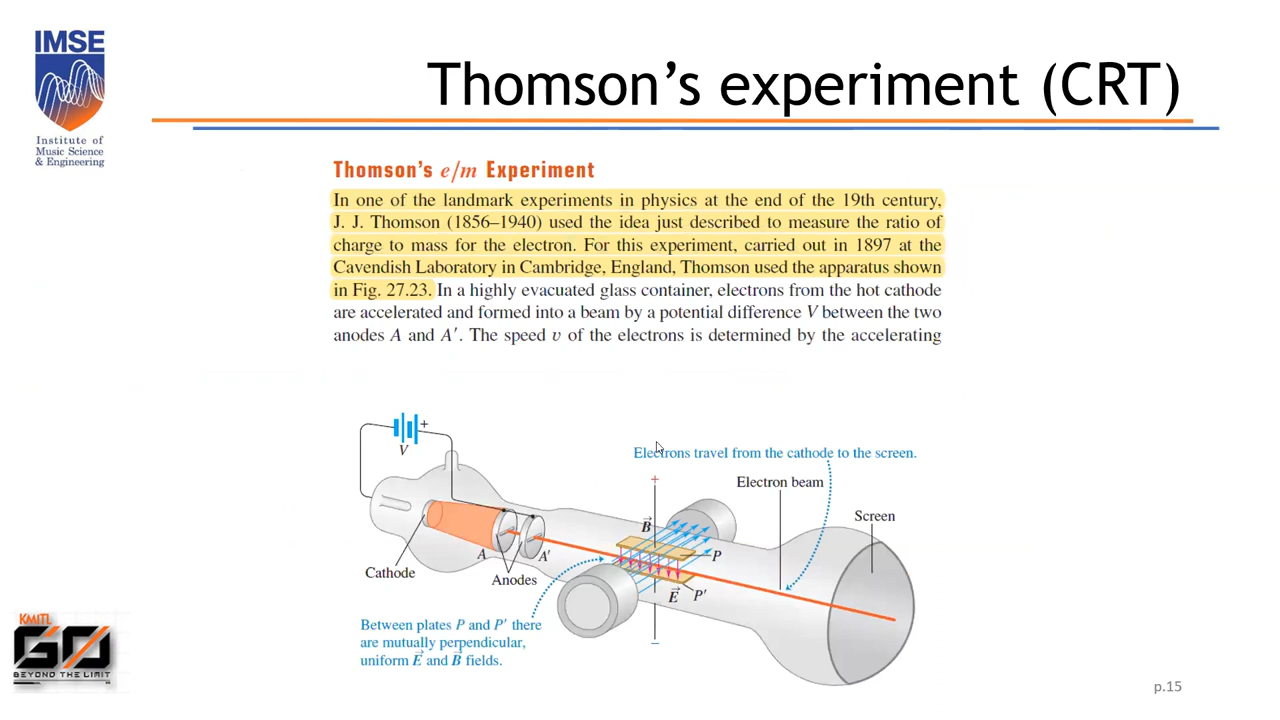 IMSE
Institute of
Music Science
& Engineering
Thomson's experiment (CRT)
Thomson's e/m Experiment
In one of the landmark experiments in physics at the end of the 19th century,
J. J. Thomson (1856–1940) used the idea just described to measure the ratio of
charge to mass for the electron. For this experiment, carried out in 1897 at the
Cavendish Laboratory in Cambridge, England, Thomson used the apparatus shown
in Fig. 27.23. In a highly evacuated glass container, electrons from the hot cathode
are accelerated and formed into a beam by a potential difference V between the two
anodes A and A′. The speed v of the electrons is determined by the accelerating
+
V
Electrons travel from the cathode to the screen.
+
Electron beam
Screen
B⃗
P
A
A′
Cathode
Anodes
E⃗
P′
Between plates P and P′ there
are mutually perpendicular,
uniform E⃗ and B⃗ fields.
–
KMITL
GO
BEYOND THE LIMIT
p.15